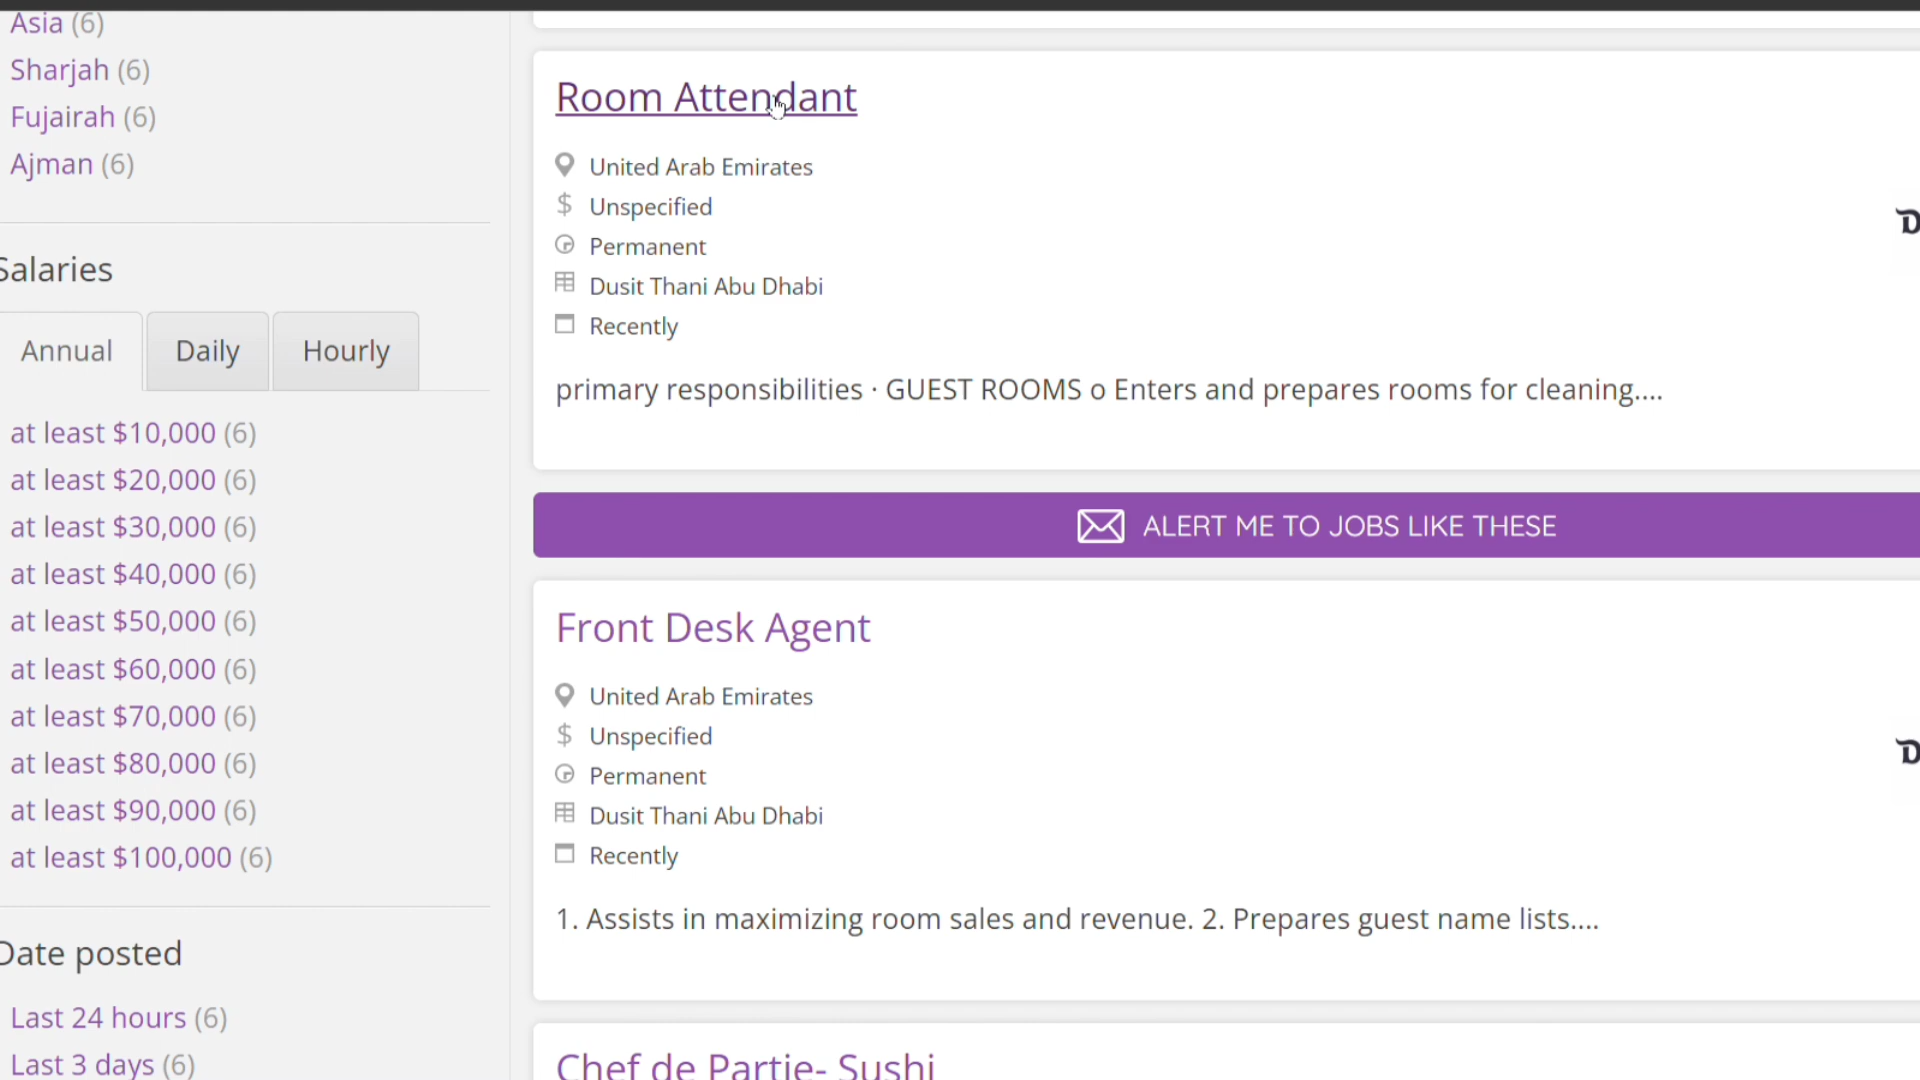 Asia (6)
Sharjah (6)
Fujairah (6)
Ajman (6)
Salaries
Annual
Daily
Hourly
at least $10,000 (6)
at least $20,000 (6)
at least $30,000 (6)
at least $40,000 (6)
at least $50,000 (6)
at least $60,000 (6)
at least $70,000 (6)
at least $80,000 (6)
at least $90,000 (6)
at least $100,000 (6)
Date posted
Last 24 hours (6)
Last 3 days (6)
Room Attendant
United Arab Emirates
$ Unspecified
Permanent
Dusit Thani Abu Dhabi
Recently
primary responsibilities · GUEST ROOMS o Enters and prepares rooms for cleaning....
D
ALERT ME TO JOBS LIKE THESE
Front Desk Agent
United Arab Emirates
$ Unspecified
Permanent
Dusit Thani Abu Dhabi
Recently
1. Assists in maximizing room sales and revenue. 2. Prepares guest name lists....
D
Chef de Partie- Sushi